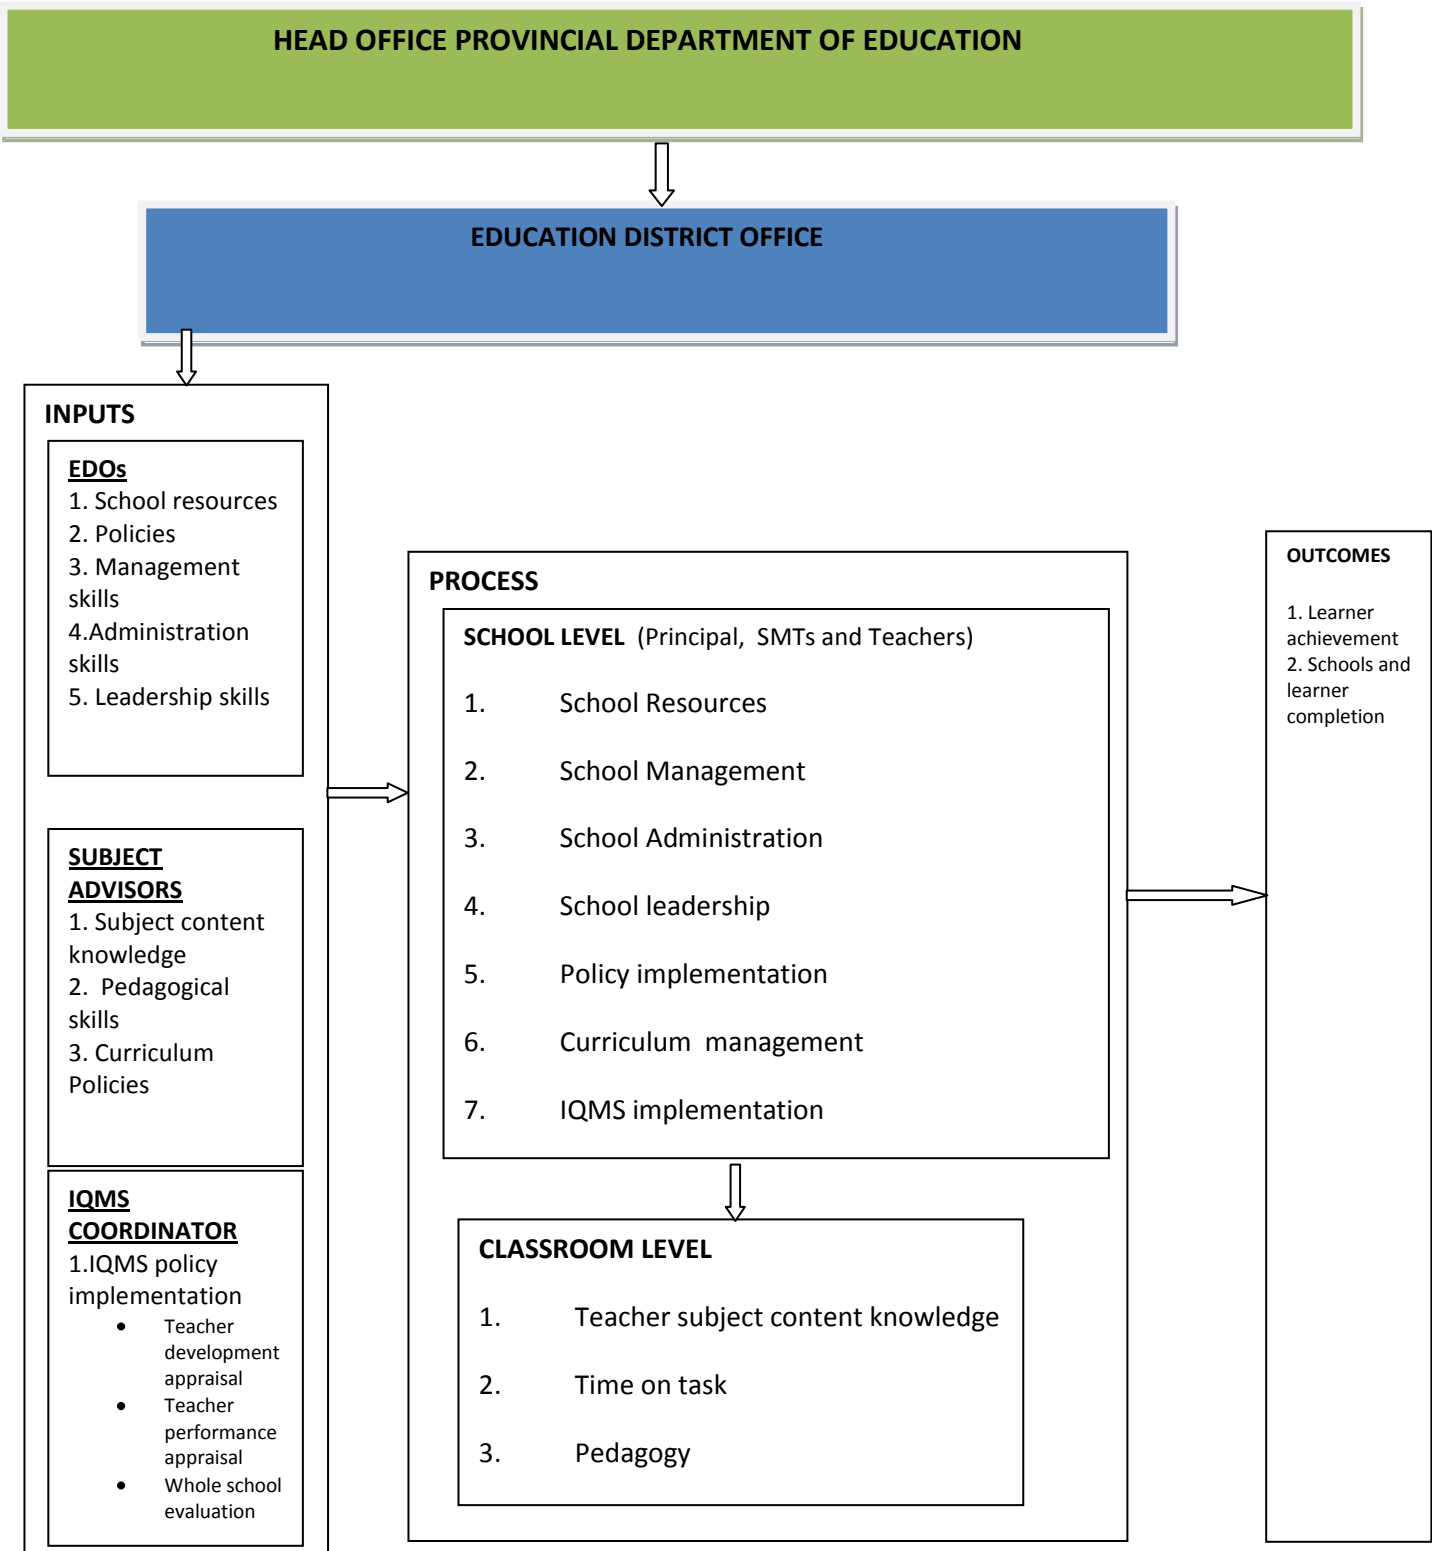 HEAD OFFICE PROVINCIAL DEPARTMENT OF EDUCATION
EDUCATION DISTRICT OFFICE
INPUTS
EDOs
1. School resources
2. Policies
3. Management
skills
4.Administration
skills
5. Leadership skills
SUBJECT
ADVISORS
1. Subject content
knowledge
2.  Pedagogical
skills
3. Curriculum
Policies
IQMS
COORDINATOR
1.IQMS policy
implementation
• Teacher
development
appraisal
• Teacher
performance
appraisal
• Whole school
evaluation
PROCESS
SCHOOL LEVEL  (Principal,  SMTs and Teachers)
1. School Resources
2. School Management
3. School Administration
4. School leadership
5. Policy implementation
6. Curriculum  management
7. IQMS implementation
CLASSROOM LEVEL
1. Teacher subject content knowledge
2. Time on task
3. Pedagogy
OUTCOMES
1. Learner
achievement
2. Schools and
learner
completion